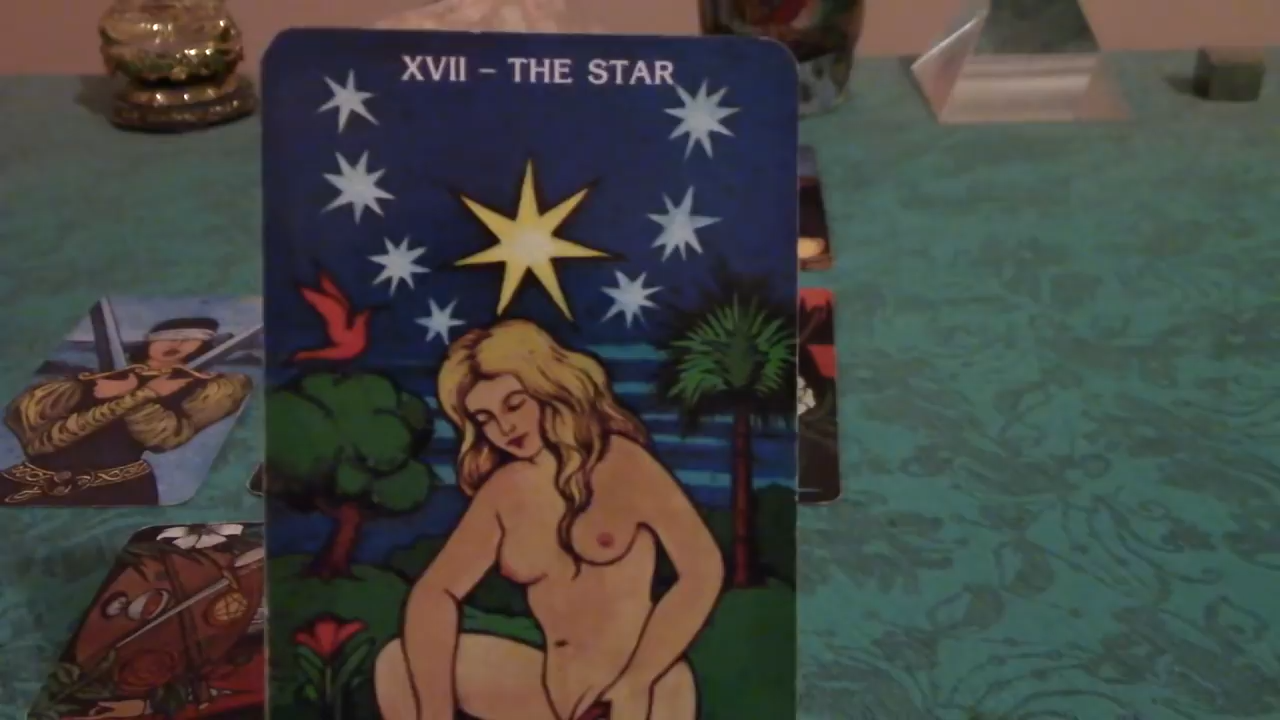 XVII – THE STAR